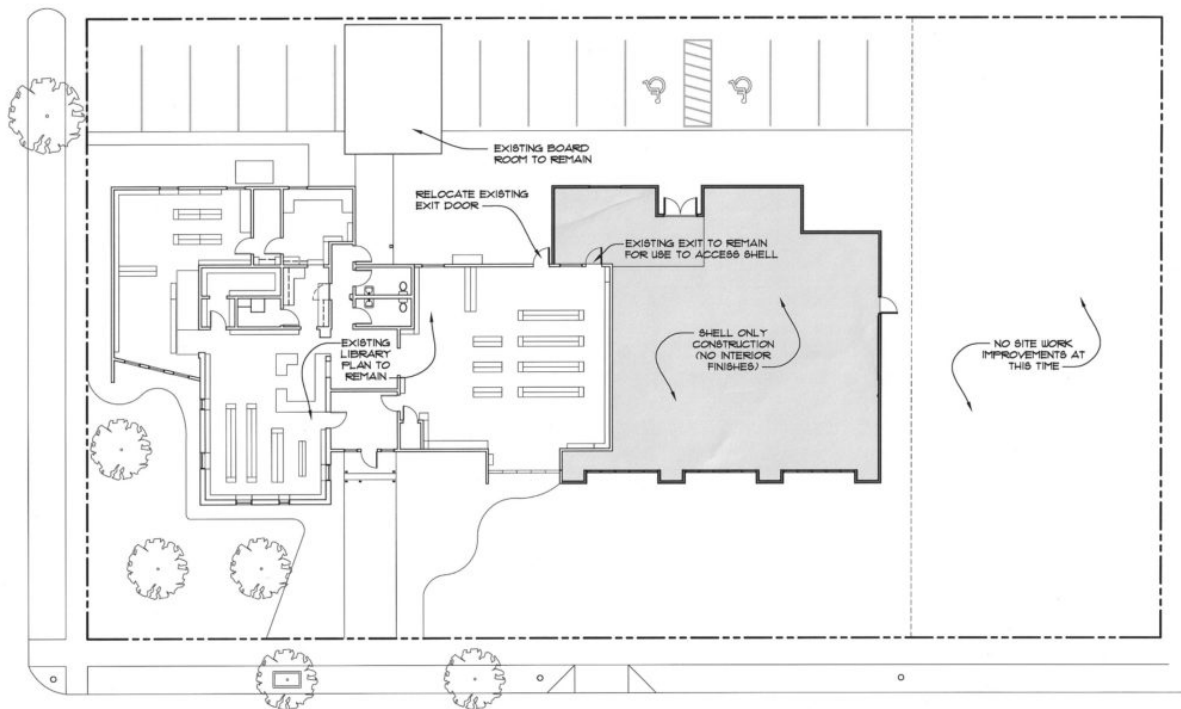 EXISTING BOARD
ROOM TO REMAIN
RELOCATE EXISTING
EXIT DOOR
EXISTING EXIT TO REMAIN
FOR USE TO ACCESS SHELL
EXISTING
LIBRARY
PLAN TO
REMAIN
SHELL ONLY
CONSTRUCTION
(NO INTERIOR
FINISHES)
NO SITE WORK
IMPROVEMENTS AT
THIS TIME